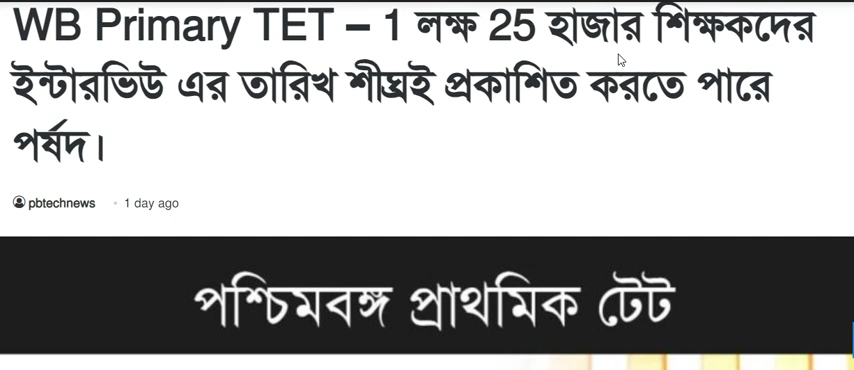 WB Primary TET – 1 লক্ষ 25 হাজার শিক্ষকদের
ইন্টারভিউ এর তারিখ শীঘ্রই প্রকাশিত করতে পারে
পর্ষদ।
pbtechnews • 1 day ago
পশ্চিমবঙ্গ প্রাথমিক টেট